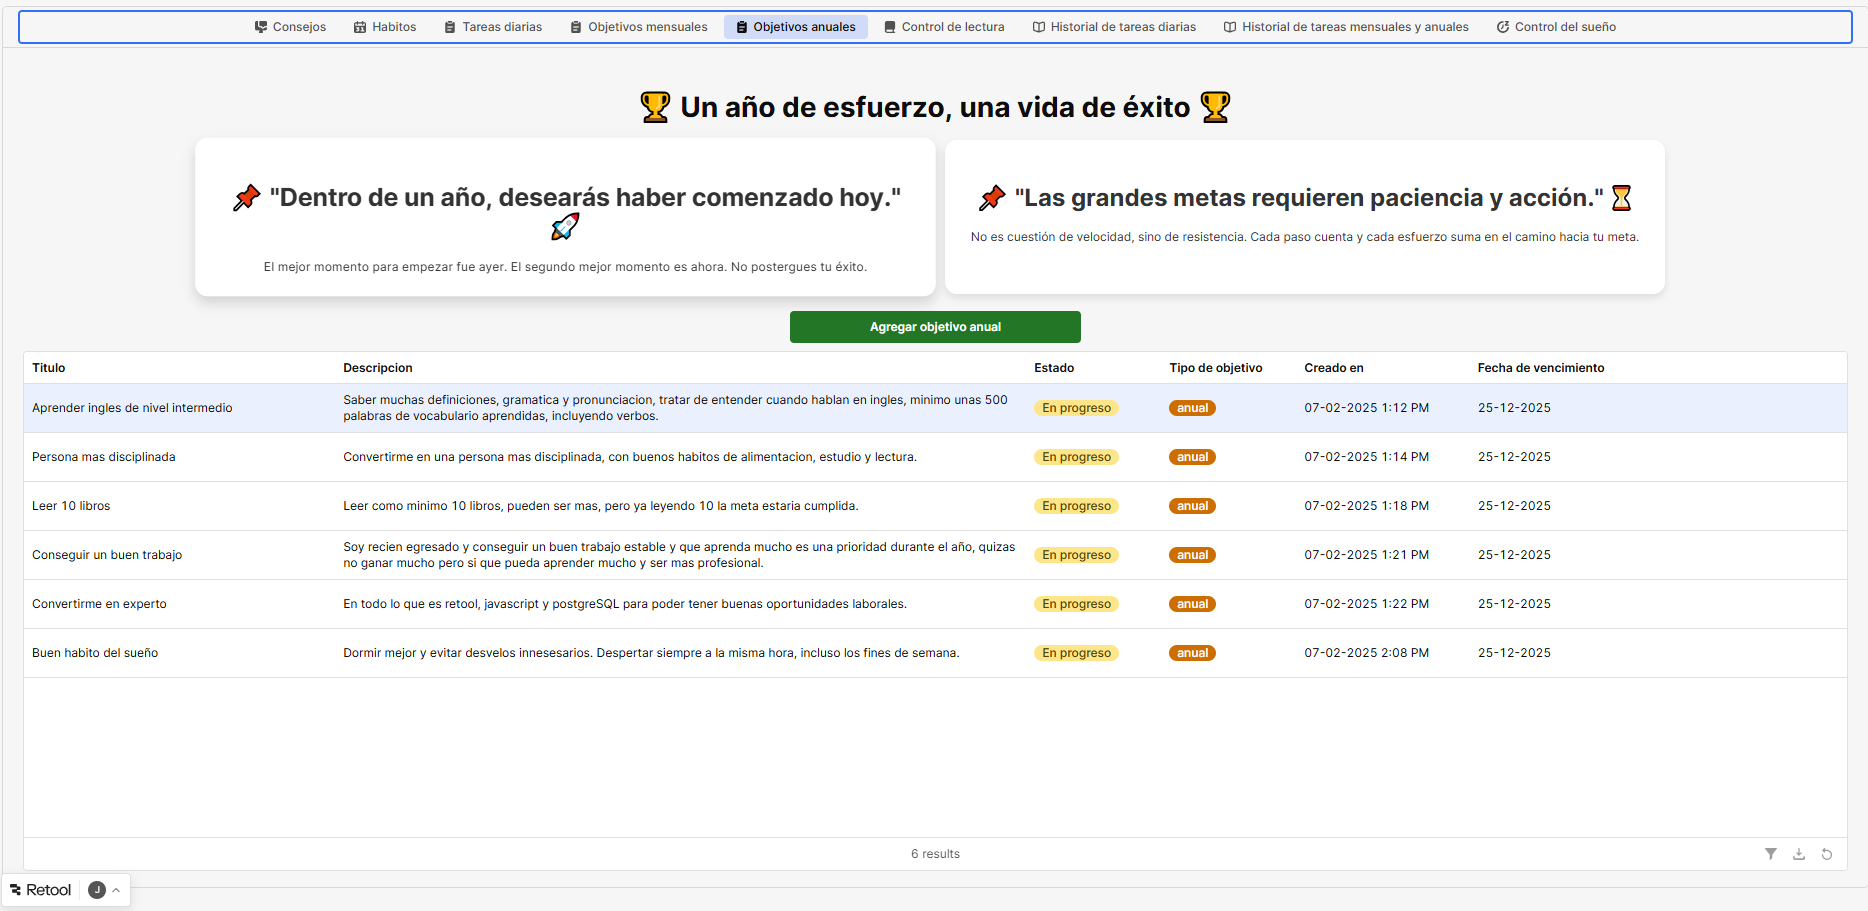 Consejos Habitos Tareas diarias Objetivos mensuales Objetivos anuales Control de lectura Historial de tareas diarias Historial de tareas mensuales y anuales Control del sueño
🏆 Un año de esfuerzo, una vida de éxito 🏆
📌 "Dentro de un año, desearás haber comenzado hoy."
🚀
El mejor momento para empezar fue ayer. El segundo mejor momento es ahora. No postergues tu éxito.
📌 "Las grandes metas requieren paciencia y acción." ⏳
No es cuestión de velocidad, sino de resistencia. Cada paso cuenta y cada esfuerzo suma en el camino hacia tu meta.
Agregar objetivo anual
Titulo Descripcion Estado Tipo de objetivo Creado en Fecha de vencimiento
Aprender ingles de nivel intermedio
Saber muchas definiciones, gramatica y pronunciacion, tratar de entender cuando hablan en ingles, minimo unas 500
palabras de vocabulario aprendidas, incluyendo verbos.
En progreso anual 07-02-2025 1:12 PM 25-12-2025
Persona mas disciplinada Convertirme en una persona mas disciplinada, con buenos habitos de alimentacion, estudio y lectura. En progreso anual 07-02-2025 1:14 PM 25-12-2025
Leer 10 libros Leer como minimo 10 libros, pueden ser mas, pero ya leyendo 10 la meta estaria cumplida. En progreso anual 07-02-2025 1:18 PM 25-12-2025
Conseguir un buen trabajo
Soy recien egresado y conseguir un buen trabajo estable y que aprenda mucho es una prioridad durante el año, quizas
no ganar mucho pero si que pueda aprender mucho y ser mas profesional.
En progreso anual 07-02-2025 1:21 PM 25-12-2025
Convertirme en experto En todo lo que es retool, javascript y postgreSQL para poder tener buenas oportunidades laborales. En progreso anual 07-02-2025 1:22 PM 25-12-2025
Buen habito del sueño Dormir mejor y evitar desvelos innesesarios. Despertar siempre a la misma hora, incluso los fines de semana. En progreso anual 07-02-2025 2:08 PM 25-12-2025
6 results
Retool J